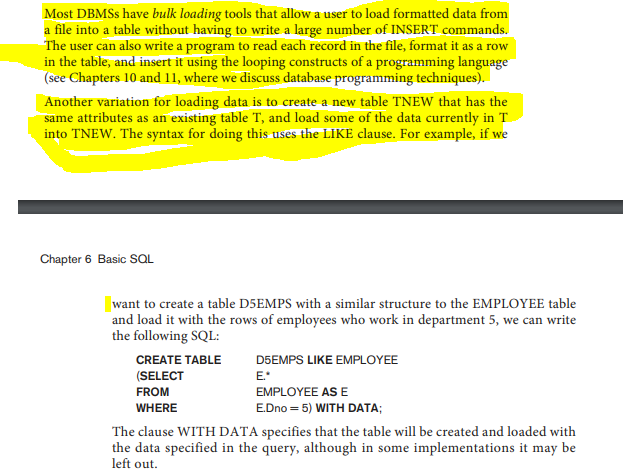 Most DBMSs have bulk loading tools that allow a user to load formatted data from
a file into a table without having to write a large number of INSERT commands.
The user can also write a program to read each record in the file, format it as a row
in the table, and insert it using the looping constructs of a programming language
(see Chapters 10 and 11, where we discuss database programming techniques).
Another variation for loading data is to create a new table TNEW that has the
same attributes as an existing table T, and load some of the data currently in T
into TNEW. The syntax for doing this uses the LIKE clause. For example, if we
Chapter 6 Basic SQL
want to create a table D5EMPS with a similar structure to the EMPLOYEE table
and load it with the rows of employees who work in department 5, we can write
the following SQL:
CREATE TABLE D5EMPS LIKE EMPLOYEE
(SELECT E.*
FROM EMPLOYEE AS E
WHERE E.Dno = 5) WITH DATA;
The clause WITH DATA specifies that the table will be created and loaded with
the data specified in the query, although in some implementations it may be
left out.